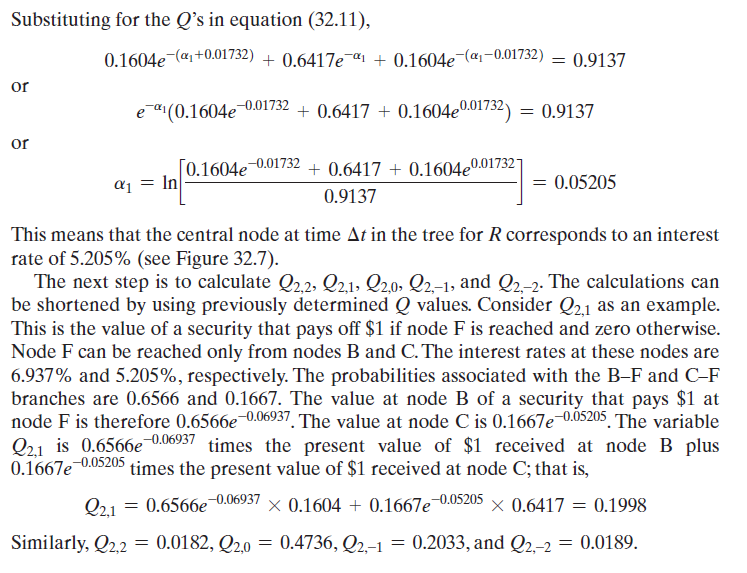 Substituting for the Q's in equation (32.11),
0.1604e^{-(α₁+0.01732)} + 0.6417e^{-α₁} + 0.1604e^{-(α₁-0.01732)} = 0.9137
or
e^{-α₁}(0.1604e^{-0.01732} + 0.6417 + 0.1604e^{0.01732}) = 0.9137
or
α₁ = ln[(0.1604e^{-0.01732} + 0.6417 + 0.1604e^{0.01732}) / 0.9137] = 0.05205
This means that the central node at time Δt in the tree for R corresponds to an interest
rate of 5.205% (see Figure 32.7).
The next step is to calculate Q_{2,2}, Q_{2,1}, Q_{2,0}, Q_{2,-1}, and Q_{2,-2}. The calculations can
be shortened by using previously determined Q values. Consider Q_{2,1} as an example.
This is the value of a security that pays off $1 if node F is reached and zero otherwise.
Node F can be reached only from nodes B and C. The interest rates at these nodes are
6.937% and 5.205%, respectively. The probabilities associated with the B–F and C–F
branches are 0.6566 and 0.1667. The value at node B of a security that pays $1 at
node F is therefore 0.6566e^{-0.06937}. The value at node C is 0.1667e^{-0.05205}. The variable
Q_{2,1} is 0.6566e^{-0.06937} times the present value of $1 received at node B plus
0.1667e^{-0.05205} times the present value of $1 received at node C; that is,
Q_{2,1} = 0.6566e^{-0.06937} × 0.1604 + 0.1667e^{-0.05205} × 0.6417 = 0.1998
Similarly, Q_{2,2} = 0.0182, Q_{2,0} = 0.4736, Q_{2,-1} = 0.2033, and Q_{2,-2} = 0.0189.